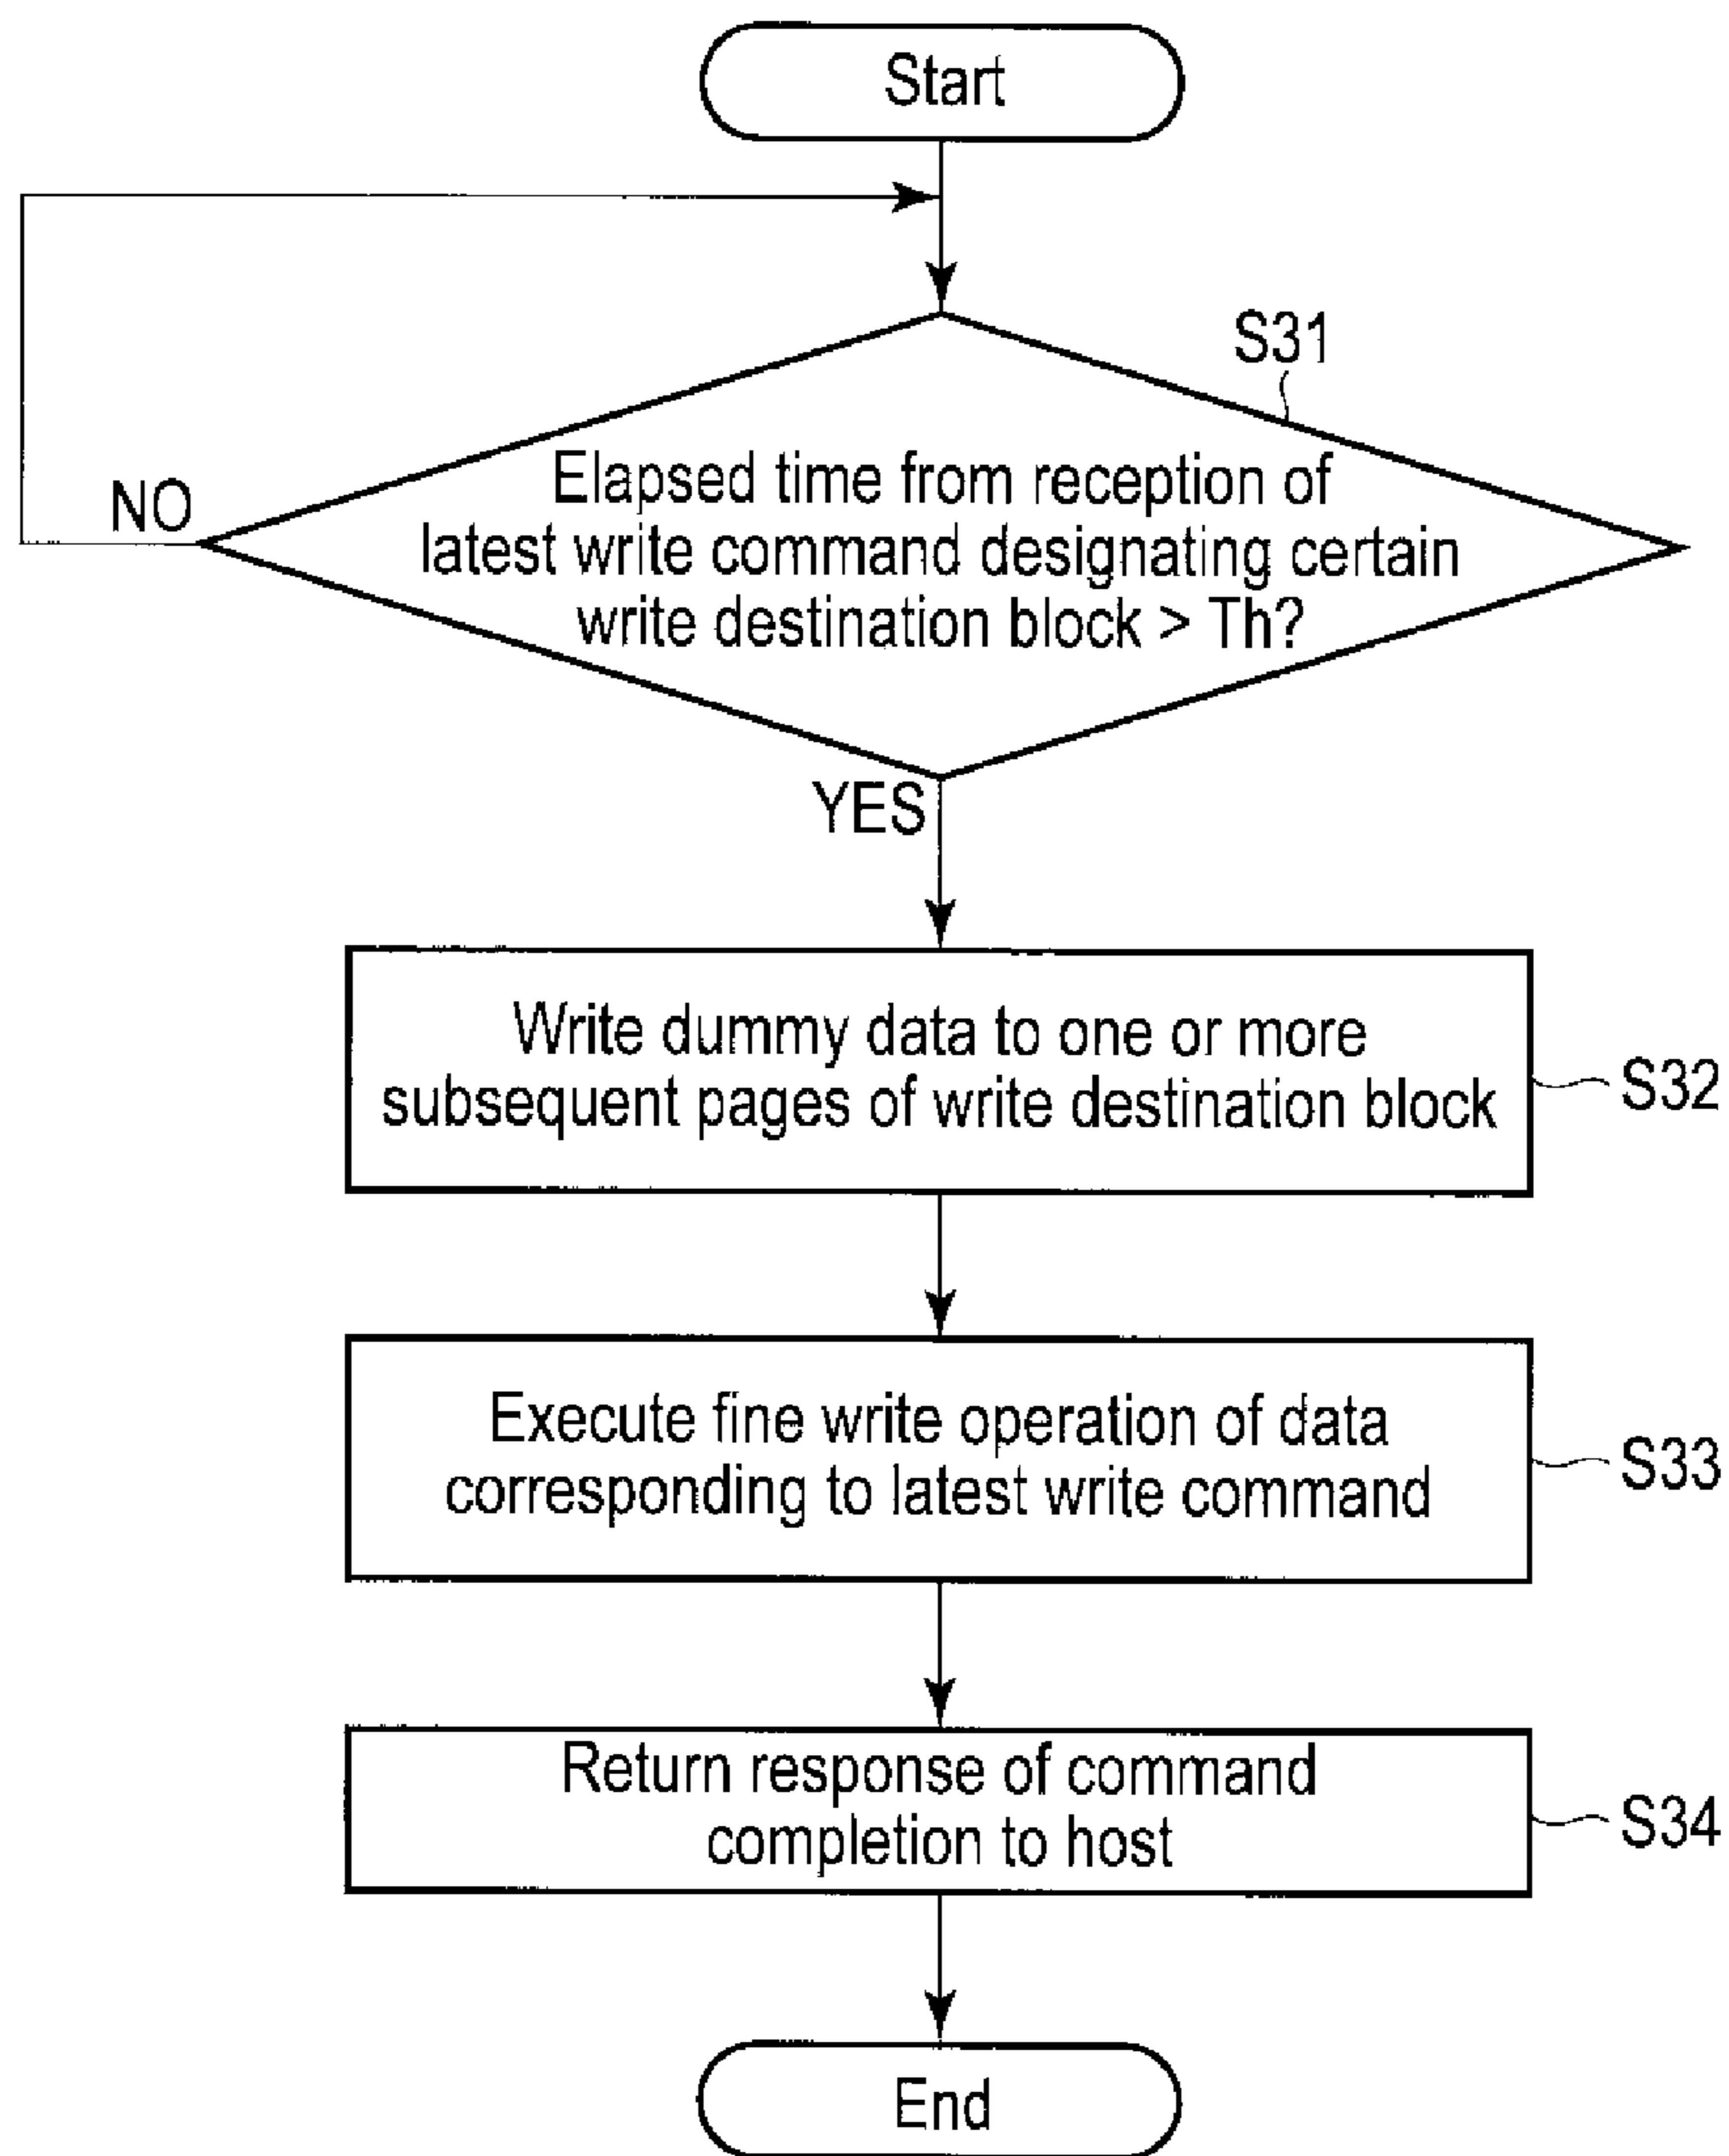 Start
S31
Elapsed time from reception of
latest write command designating certain
write destination block > Th?
NO
YES
Write dummy data to one or more
subsequent pages of write destination block
S32
Execute fine write operation of data
corresponding to latest write command
S33
Return response of command
completion to host
S34
End